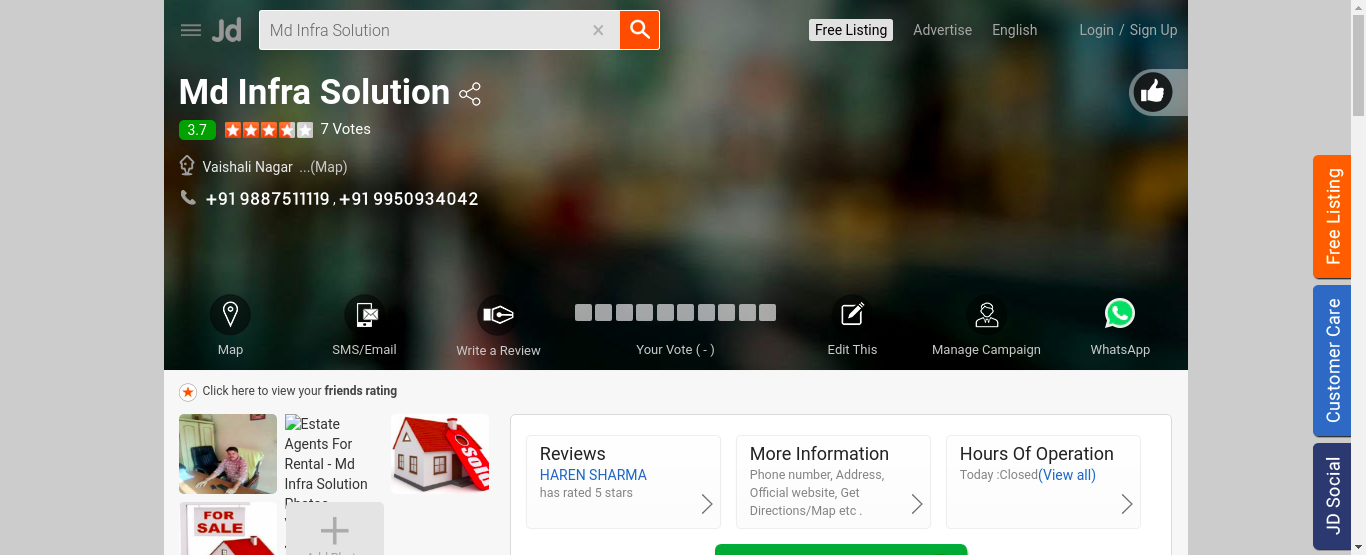 Jd
Md Infra Solution ×
Free Listing
Advertise
English
Login / Sign Up
Md Infra Solution
3.7
7 Votes
Vaishali Nagar ...(Map)
+91 9887511119 , +91 9950934042
Map
SMS/Email
Write a Review
Your Vote ( - )
Edit This
Manage Campaign
WhatsApp
Click here to view your friends rating
Estate
Agents For
Rental - Md
Infra Solution
Sold
FOR
SALE
Reviews
HAREN SHARMA
has rated 5 stars
More Information
Phone number, Address,
Official website, Get
Directions/Map etc .
Hours Of Operation
Today :Closed(View all)
Free Listing
Customer Care
JD Social